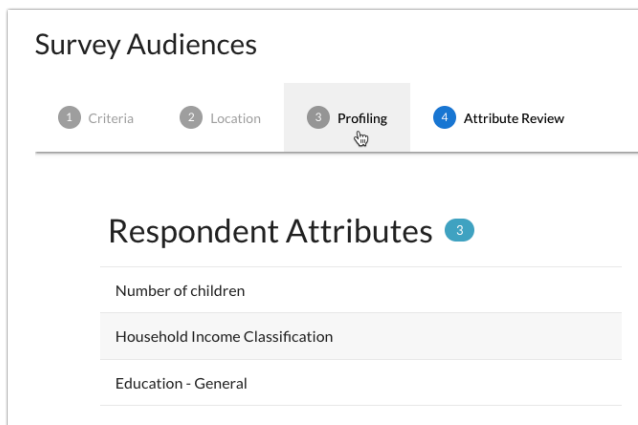 Survey Audiences
1 Criteria 2 Location 3 Profiling 4 Attribute Review
Respondent Attributes 3
Number of children
Household Income Classification
Education - General